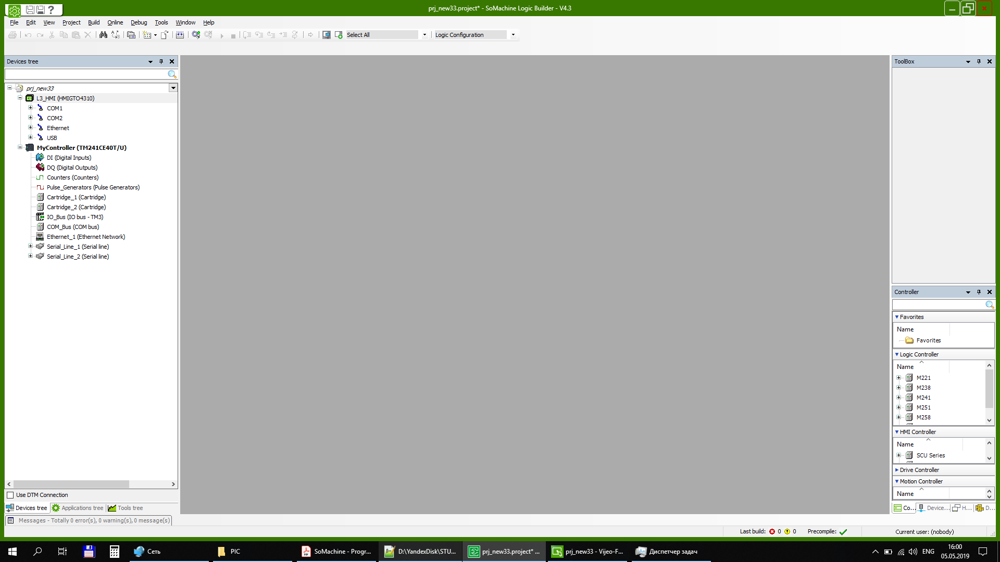 prj_new33.project* - SoMachine Logic Builder - V4.3
File Edit View Project Build Online Debug Tools Window Help
Select All
Logic Configuration
Devices tree
prj_new33
L3_HMI (HMIGTO4310)
COM1
COM2
Ethernet
USB
MyController (TM241CE40T/U)
DI (Digital Inputs)
DQ (Digital Outputs)
Counters (Counters)
Pulse_Generators (Pulse Generators)
Cartridge_1 (Cartridge)
Cartridge_2 (Cartridge)
IO_Bus (IO bus - TM3)
COM_Bus (COM bus)
Ethernet_1 (Ethernet Network)
Serial_Line_1 (Serial line)
Serial_Line_2 (Serial line)
Use DTM Connection
Devices tree Applications tree Tools tree
Messages - Totally 0 error(s), 0 warning(s), 0 message(s)
ToolBox
Controller
Favorites
Name
Favorites
Logic Controller
Name
M221
M238
M241
M251
M258
HMI Controller
Name
SCU Series
Drive Controller
Motion Controller
Name
Co... Device... H... D...
Last build: 0 0 Precompile: Current user: (nobody)
Сеть
PIC
SoMachine - Progr...
D:\YandexDisk\STU...
prj_new33.project* ...
prj_new33 - Vijeo-F...
Диспетчер задач
ENG
16:00
05.05.2019